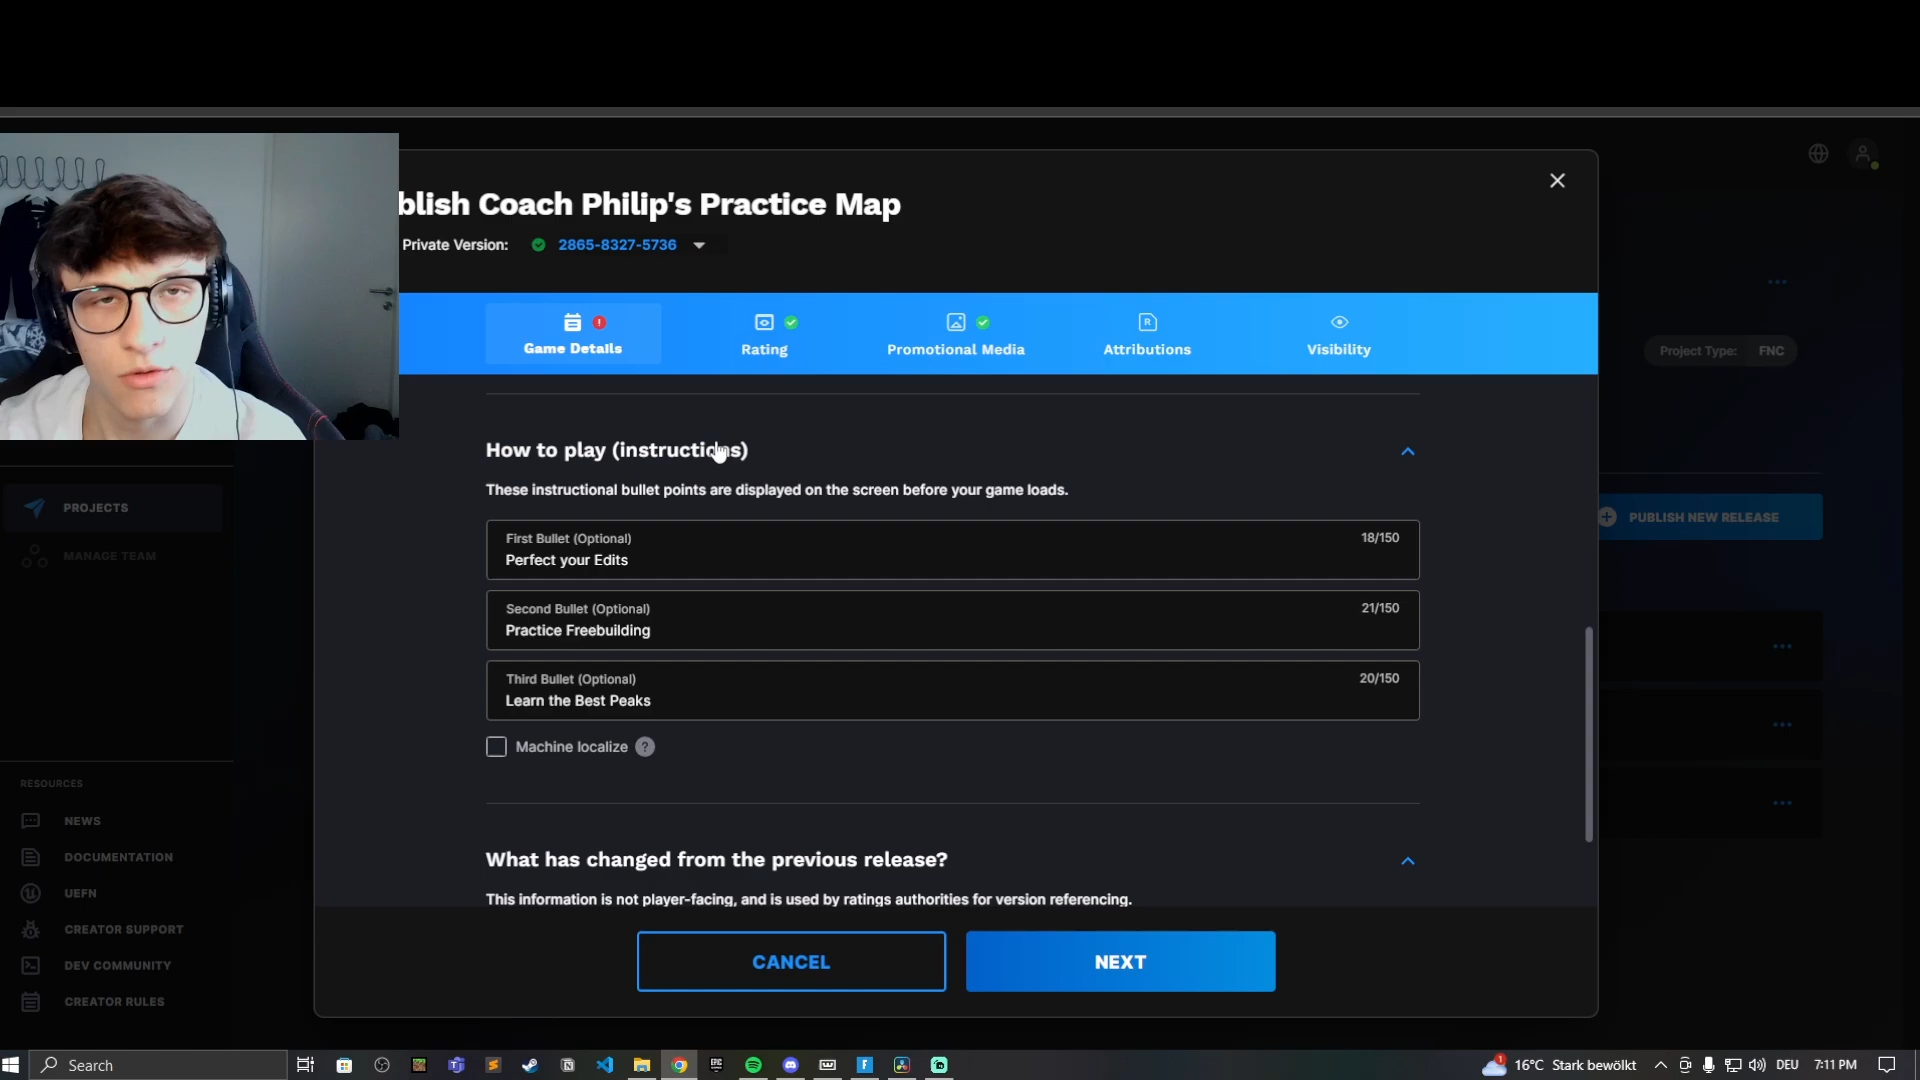 blish Coach Philip's Practice Map
Private Version: 2865-8327-5736
Game Details
Rating
Promotional Media
Attributions
Visibility
Project Type: FNC
How to play (instructions)
These instructional bullet points are displayed on the screen before your game loads.
First Bullet (Optional) 18/150
Perfect your Edits
Second Bullet (Optional) 21/150
Practice Freebuilding
Third Bullet (Optional) 20/150
Learn the Best Peaks
Machine localize ?
What has changed from the previous release?
This information is not player-facing, and is used by ratings authorities for version referencing.
CANCEL
NEXT
PUBLISH NEW RELEASE
PROJECTS
MANAGE TEAM
RESOURCES
NEWS
DOCUMENTATION
UEFN
CREATOR SUPPORT
DEV COMMUNITY
CREATOR RULES
Search
1 16°C Stark bewölkt DEU 7:11 PM